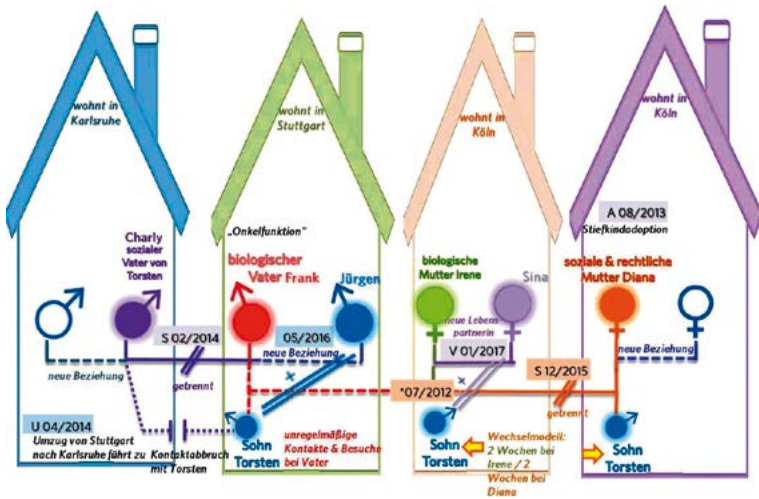 wohnt in
Karlsruhe
Charly
sozialer
Vater von
Torsten
neue Beziehung
U 04/2014
Umzug von Stuttgart
nach Karlsruhe führt zu Kontaktabbruch
mit Torsten
S 02/2014
getrennt
wohnt in
Stuttgart
„Onkelfunktion"
biologischer
Vater Frank
Jürgen
05/2016
neue Beziehung
Sohn
Torsten
unregelmäßige
Kontakte & Besuche
bei Vater
wohnt in
Köln
biologische
Mutter Irene
Sina
neue Lebens
partnerin
V 01/2017
*07/2012
S 12/2015
getrennt
Sohn
Torsten
Wechselmodell:
2 Wochen bei
Irene / 2
Wochen bei
Diana
wohnt in
Köln
A 08/2013
Stiefkindadoption
soziale & rechtliche
Mutter Diana
neue Beziehung
Sohn
Torsten